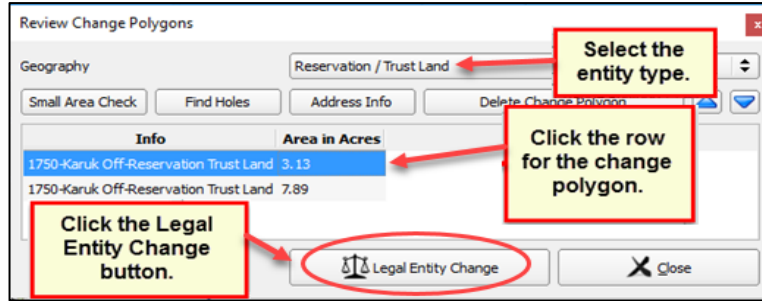 Review Change Polygons
x
Geography
Reservation / Trust Land
Select the
entity type.
Small Area Check
Find Holes
Address Info
Delete Change Polygon
Info
Area in Acres
1750-Karuk Off-Reservation Trust Land 3.13
1750-Karuk Off-Reservation Trust Land 7.89
Click the row
for the change
polygon.
Click the Legal
Entity Change
button.
Legal Entity Change
Close